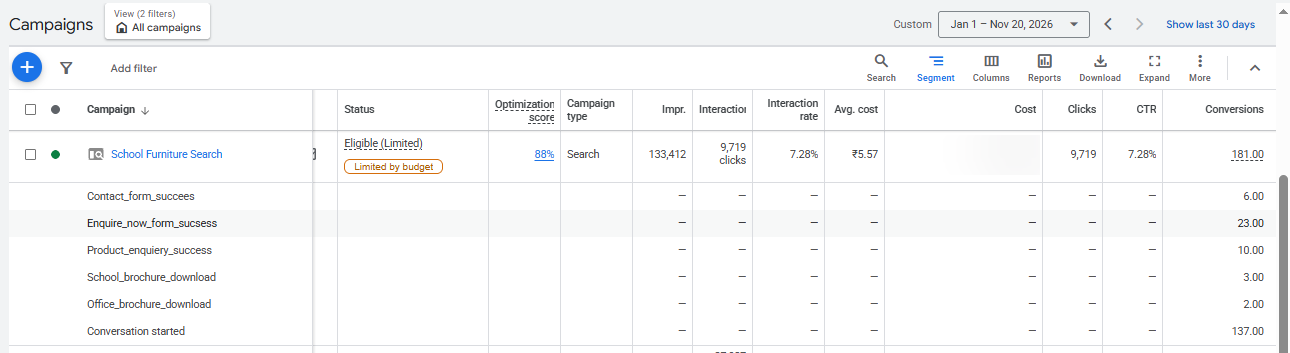 Campaigns
View (2 filters)
All campaigns
Custom
Jan 1 – Nov 20, 2026
Show last 30 days
Add filter
Search
Segment
Columns
Reports
Download
Expand
More
Campaign
Status
Optimization score
Campaign type
Impr.
Interaction
Interaction rate
Avg. cost
Cost
Clicks
CTR
Conversions
School Furniture Search
Eligible (Limited)
Limited by budget
88%
Search
133,412
9,719 clicks
7.28%
₹5.57
9,719
7.28%
181.00
Contact_form_succees — — — — — — — 6.00
Enquire_now_form_sucsess — — — — — — — 23.00
Product_enquiery_success — — — — — — — 10.00
School_brochure_download — — — — — — — 3.00
Office_brochure_download — — — — — — — 2.00
Conversation started — — — — — — — 137.00